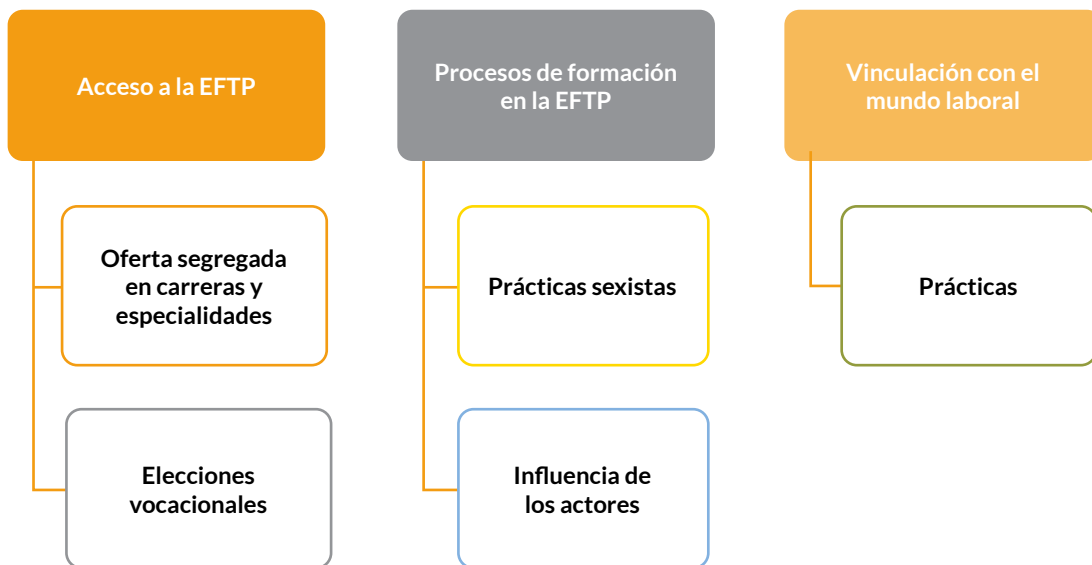 Acceso a la EFTP
Oferta segregada
en carreras y
especialidades
Elecciones
vocacionales
Procesos de formación
en la EFTP
Prácticas sexistas
Influencia de
los actores
Vinculación con el
mundo laboral
Prácticas